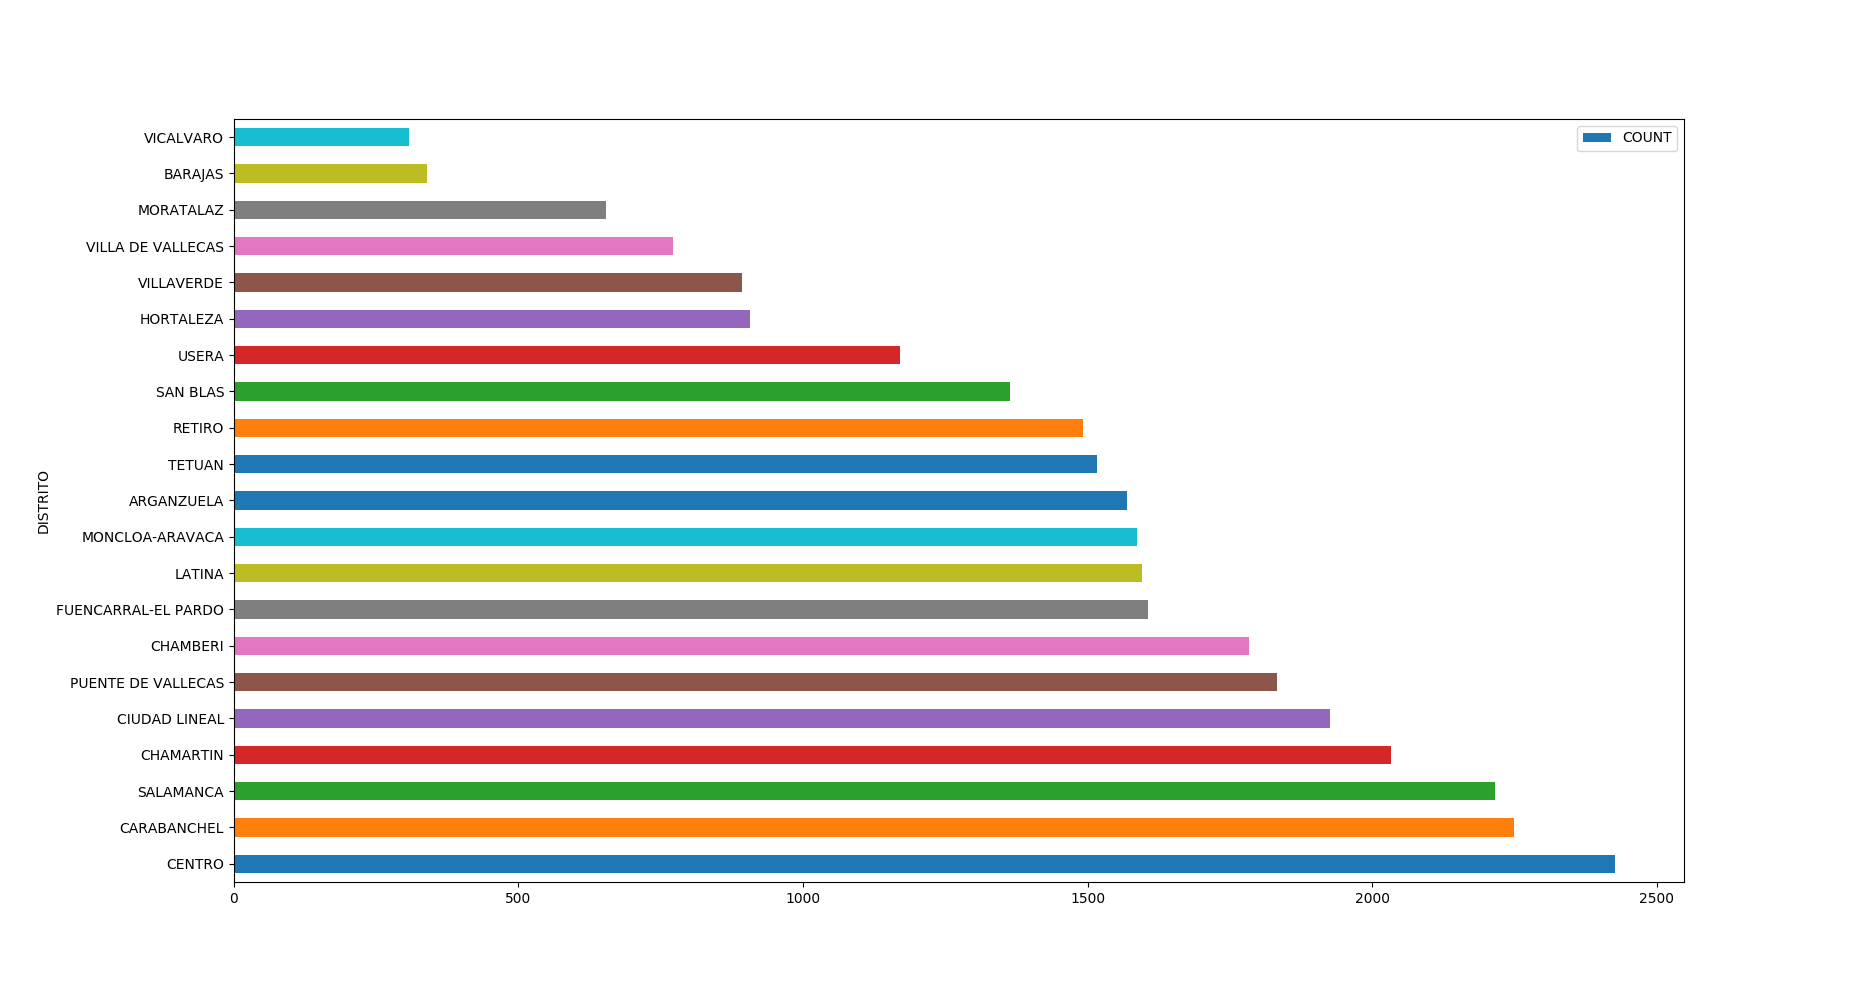 COUNT
VICALVARO
BARAJAS
MORATALAZ
VILLA DE VALLECAS
VILLAVERDE
HORTALEZA
USERA
SAN BLAS
RETIRO
TETUAN
ARGANZUELA
MONCLOA-ARAVACA
LATINA
FUENCARRAL-EL PARDO
CHAMBERI
PUENTE DE VALLECAS
CIUDAD LINEAL
CHAMARTIN
SALAMANCA
CARABANCHEL
CENTRO
DISTRITO
0 500 1000 1500 2000 2500